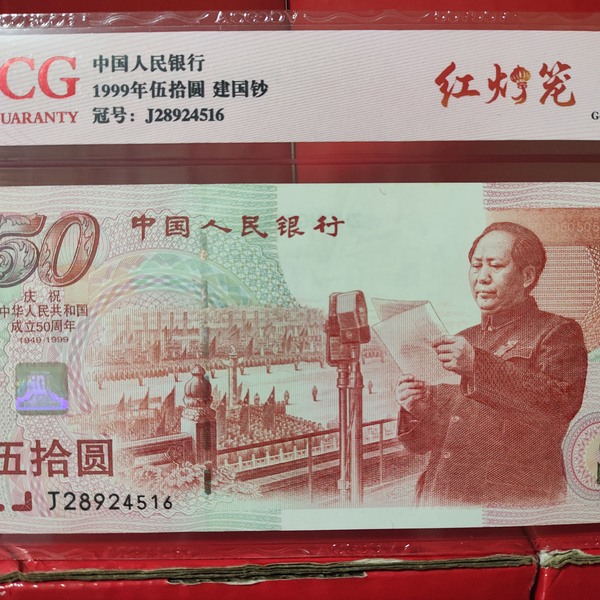 CG
UARANTY
中国人民银行
1999年伍拾圆 建国钞
冠号：J28924516
红灯笼
G
50
中国人民银行
庆祝
中华人民共和国
成立50周年
1949-1999
伍拾圆
J28924516